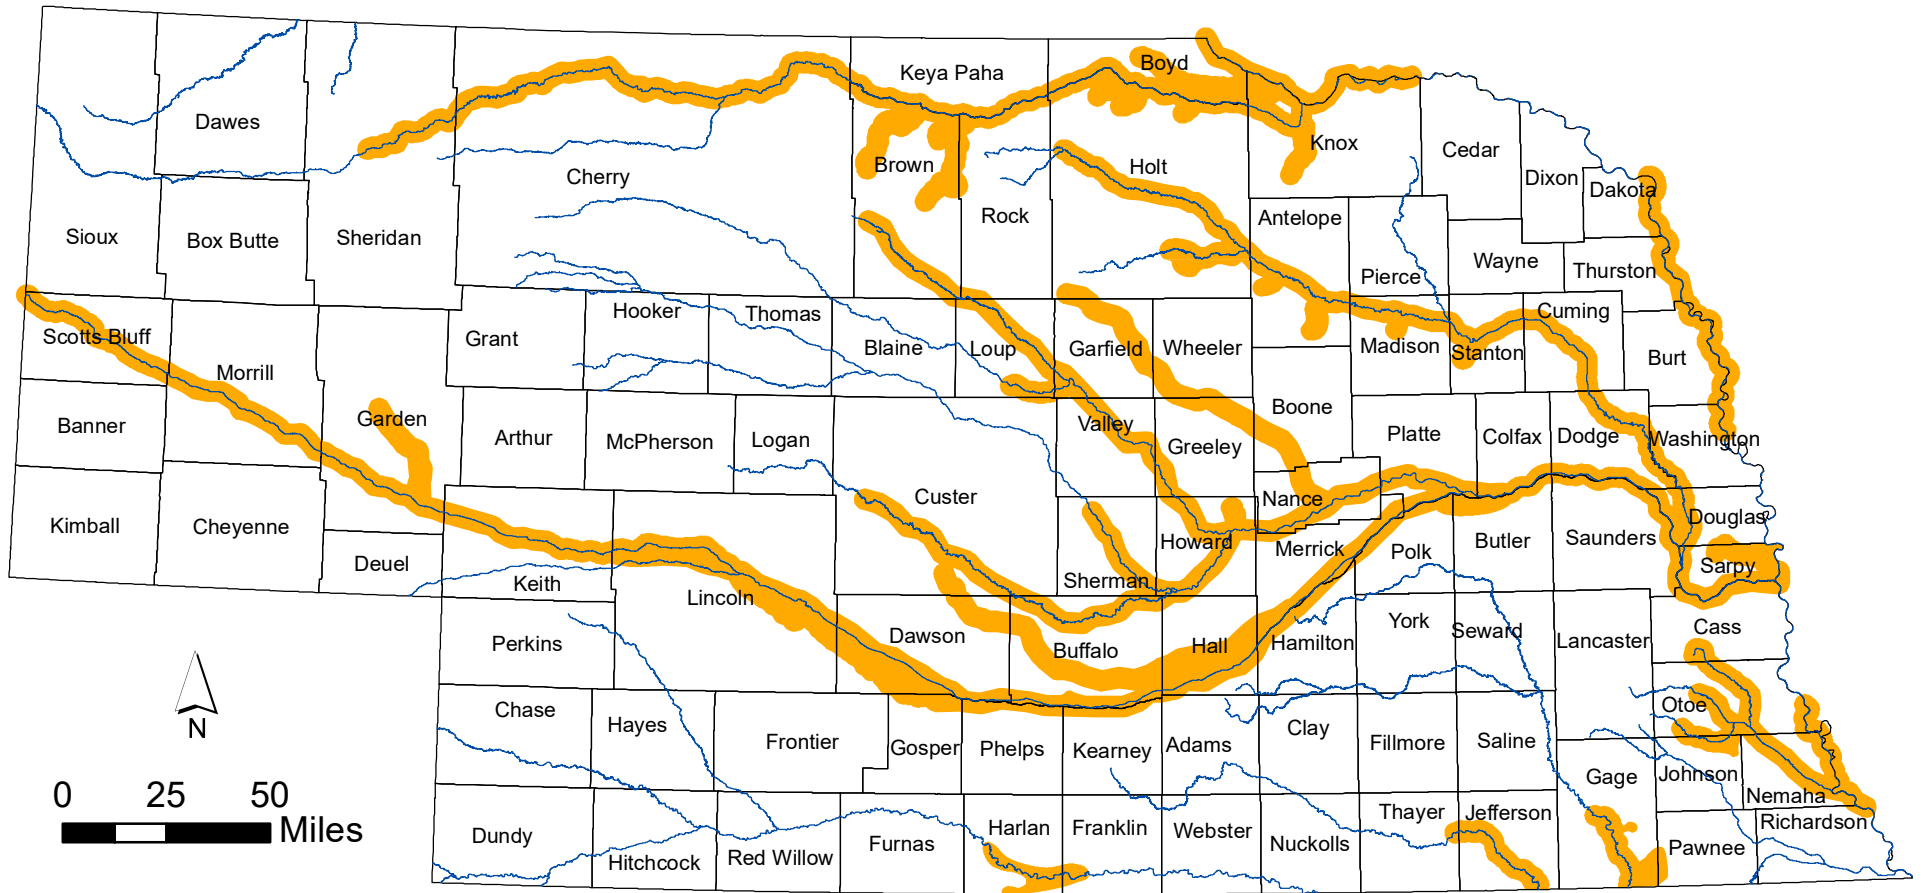 Keya Paha
Boyd
Dawes
Knox
Cedar
Brown
Holt
Cherry
Dixon
Dakota
Rock
Antelope
Sioux
Box Butte
Sheridan
Pierce
Wayne
Thurston
Scotts Bluff
Hooker
Thomas
Cuming
Grant
Blaine
Loup
Garfield
Wheeler
Madison
Stanton
Burt
Morrill
Garden
Boone
Banner
Arthur
McPherson
Logan
Valley
Greeley
Platte
Colfax
Dodge
Washington
Custer
Nance
Kimball
Cheyenne
Douglas
Howard
Merrick
Polk
Butler
Saunders
Deuel
Keith
Sherman
Sarpy
Lincoln
Perkins
Dawson
Buffalo
Hall
Hamilton
York
Seward
Lancaster
Cass
Chase
Hayes
Frontier
Gosper
Phelps
Kearney
Adams
Clay
Fillmore
Saline
Otoe
Gage
Johnson
Nemaha
Dundy
Hitchcock
Red Willow
Furnas
Harlan
Franklin
Webster
Nuckolls
Thayer
Jefferson
Pawnee
Richardson
N
0 25 50
Miles